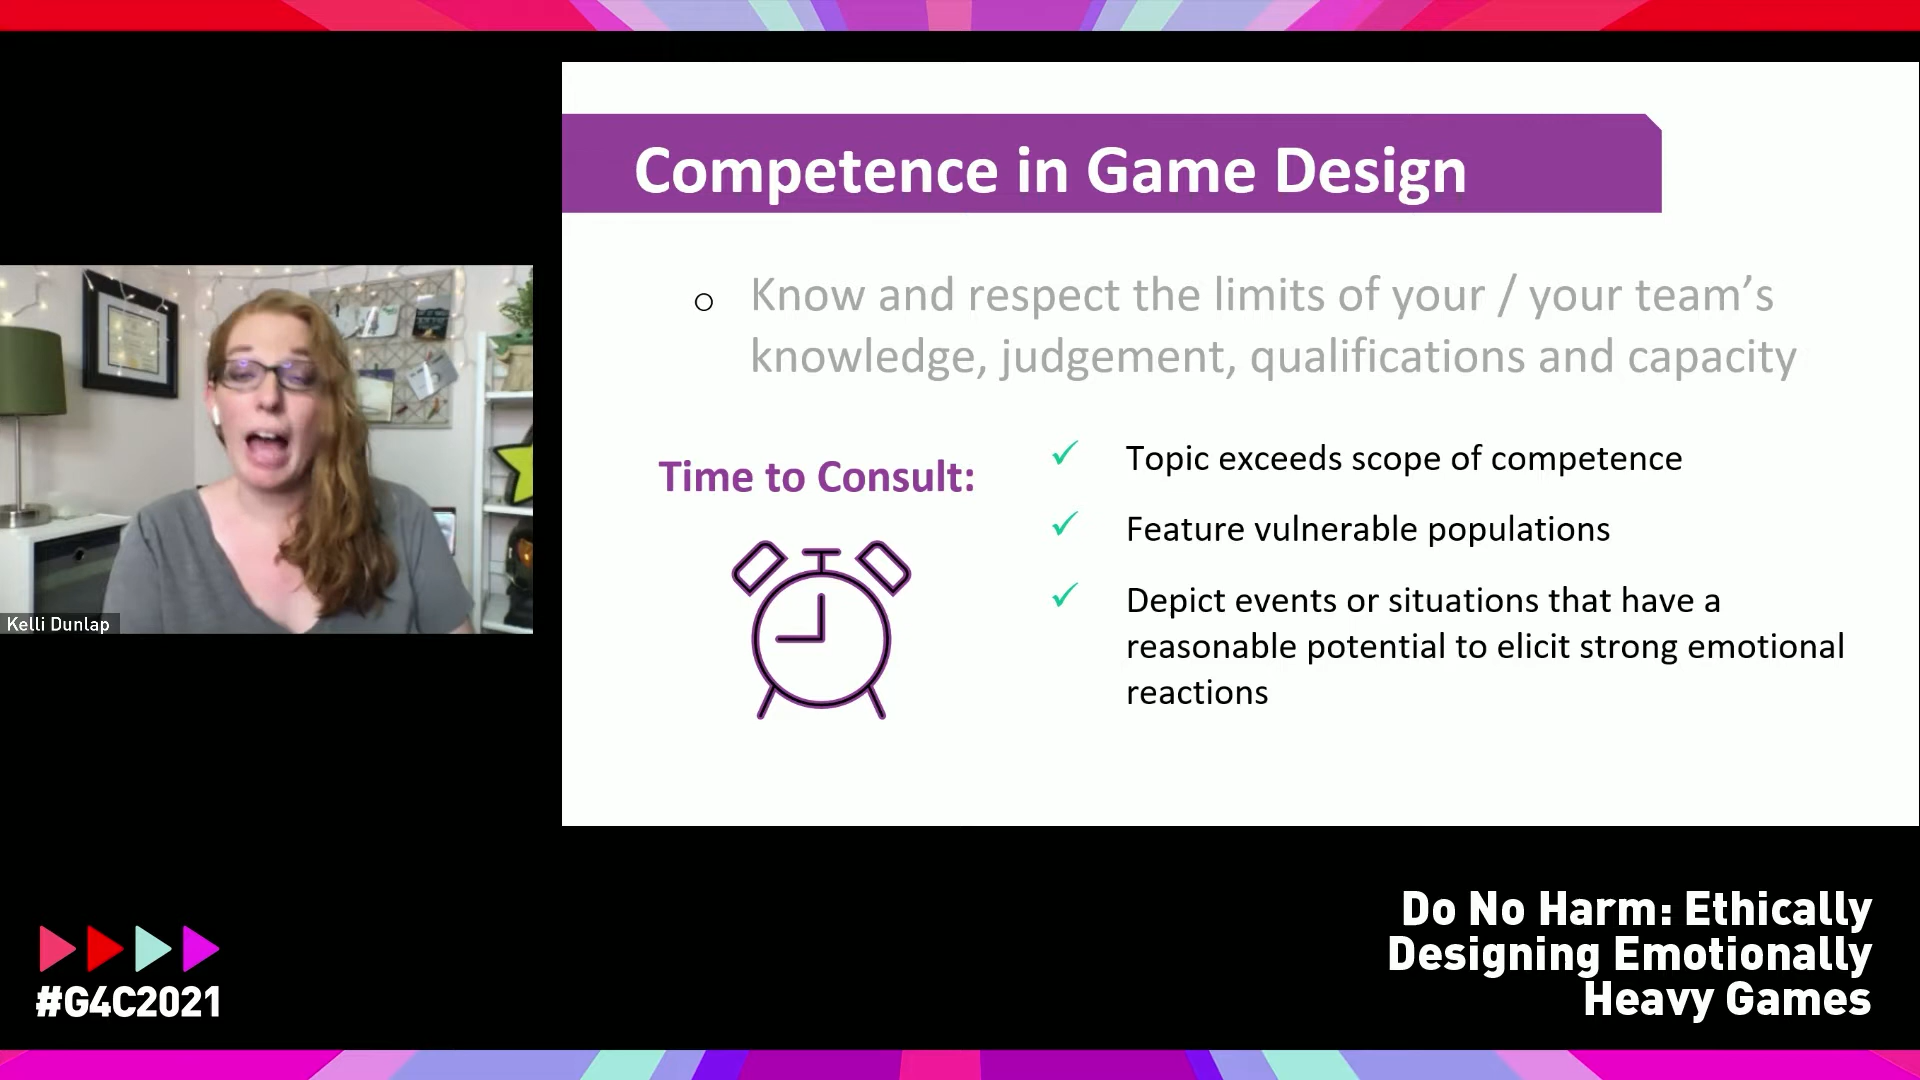 Competence in Game Design
Know and respect the limits of your / your team’s
knowledge, judgement, qualifications and capacity
Time to Consult:
Topic exceeds scope of competence
Feature vulnerable populations
Depict events or situations that have a
reasonable potential to elicit strong emotional
reactions
Kelli Dunlap
#G4C2021
Do No Harm: Ethically
Designing Emotionally
Heavy Games